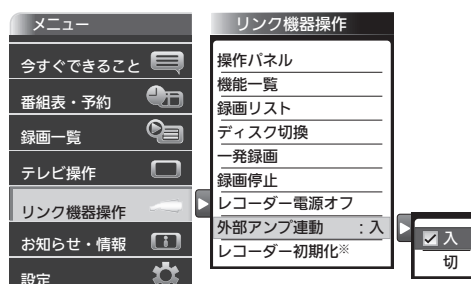 メニュー
今すぐできること
番組表・予約
録画一覧
テレビ操作
リンク機器操作
お知らせ・情報
設定
リンク機器操作
操作パネル
機能一覧
録画リスト
ディスク切換
一発録画
録画停止
レコーダー電源オフ
外部アンプ連動 :入
レコーダー初期化※
入
切